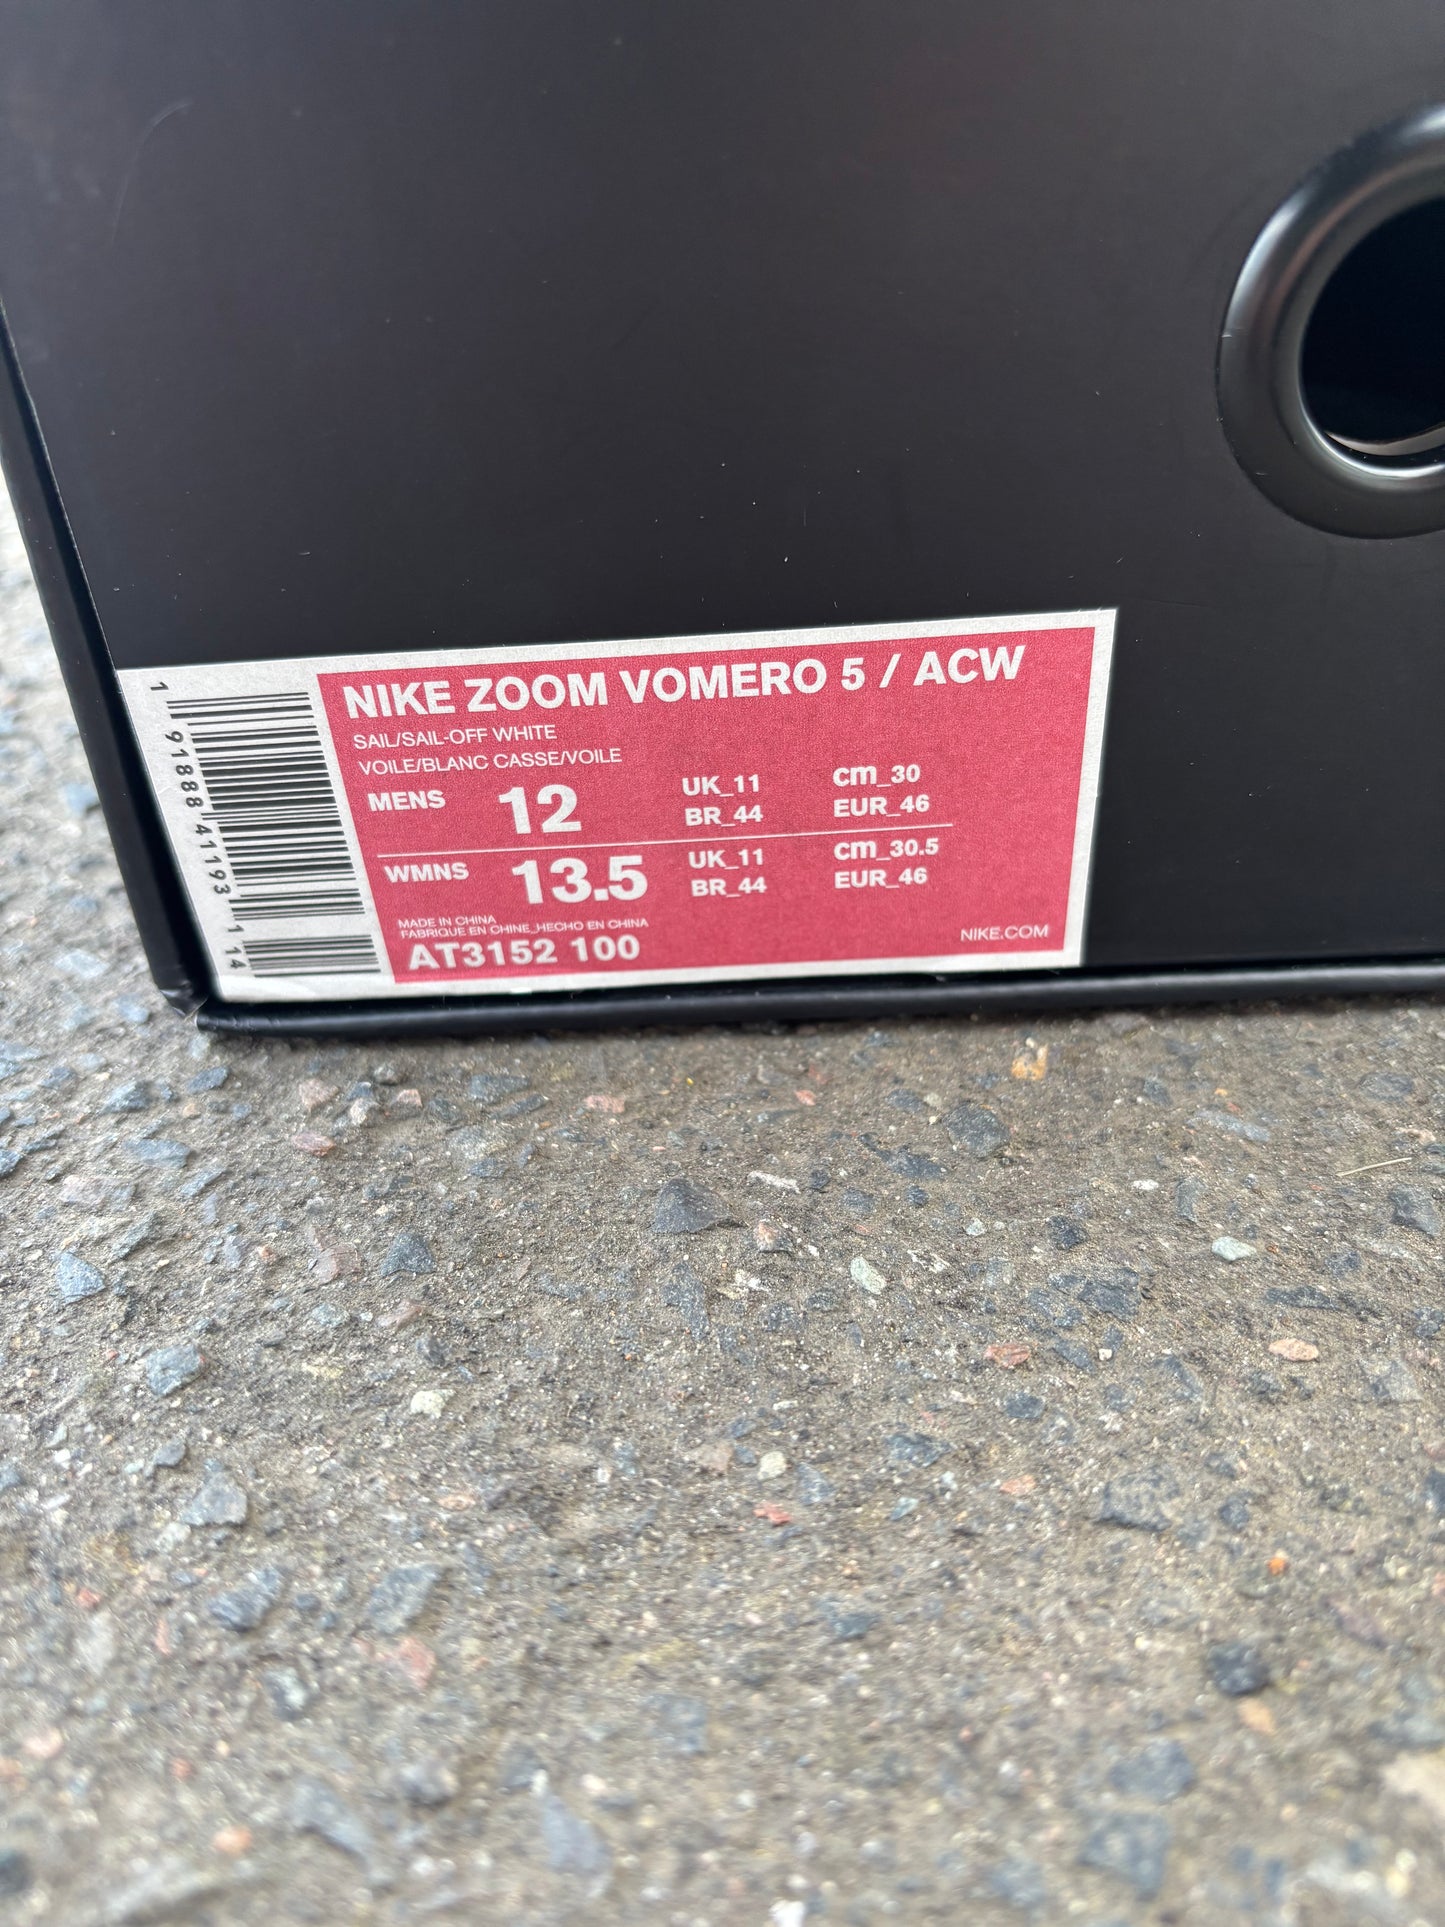 NIKE ZOOM VOMERO 5 / ACW
SAIL/SAIL-OFF WHITE
VOILE/BLANC CASSE/VOILE
MENS 12 UK_11 cm_30
BR_44 EUR_46
WMNS 13.5 UK_11 cm_30.5
BR_44 EUR_46
MADE IN CHINA
FABRIQUE EN CHINE_HECHO EN CHINA
AT3152 100
NIKE.COM
1 91888 41193 1 14